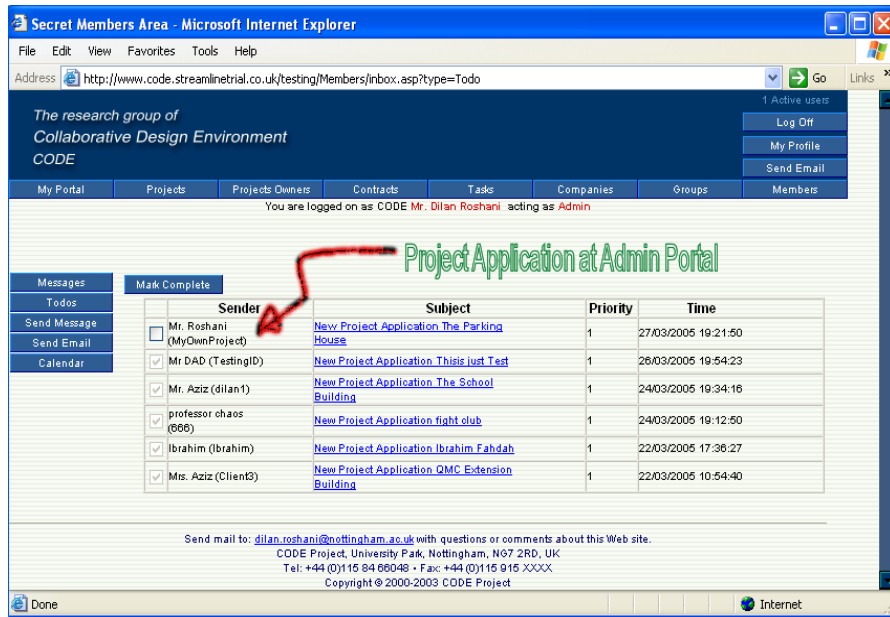 Secret Members Area - Microsoft Internet Explorer
File Edit View Favorites Tools Help
Address http://www.code.streamlinetrial.co.uk/testing/Members/inbox.asp?type=Todo Go Links »
1 Active users
The research group of
Collaborative Design Environment
CODE
Log Off
My Profile
Send Email
My Portal Projects Projects Owners Contracts Tasks Companies Groups Members
You are logged on as CODE Mr. Dilan Roshani acting as Admin
Project Application at Admin Portal
Messages
Todos
Send Message
Send Email
Calendar
Mark Complete
Sender Subject Priority Time
Mr. Roshani (MyOwnProject) New Project Application The Parking House 1 27/03/2005 19:21:50
Mr DAD (TestingID) New Project Application Thisis just Test 1 26/03/2005 19:54:23
Mr. Aziz (dilan1) New Project Application The School Building 1 24/03/2005 19:34:16
professor chaos (666) New Project Application fight club 1 24/03/2005 19:12:50
Ibrahim (Ibrahim) New Project Application Ibrahim Fahdah 1 22/03/2005 17:36:27
Mrs. Aziz (Client3) New Project Application QMC Extension Building 1 22/03/2005 10:54:40
Send mail to: dilan.roshani@nottingham.ac.uk with questions or comments about this Web site.
CODE Project, University Park, Nottingham, NG7 2RD, UK
Tel: +44 (0)115 84 66048 • Fax: +44 (0)115 915 XXXX
Copyright © 2000-2003 CODE Project
Done Internet